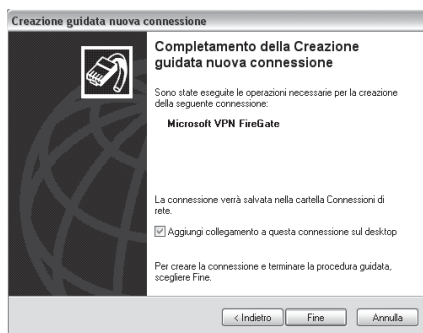 Creazione guidata nuova connessione
Completamento della Creazione
guidata nuova connessione
Sono state eseguite le operazioni necessarie per la creazione
della seguente connessione:
Microsoft VPN FireGate
La connessione verrà salvata nella cartella Connessioni di
rete.
Aggiungi collegamento a questa connessione sul desktop
Per creare la connessione e terminare la procedura guidata,
scegliere Fine.
< Indietro Fine Annulla